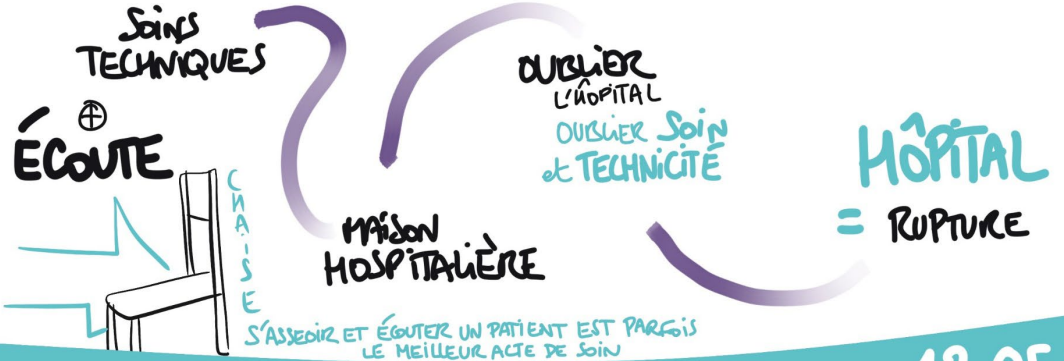 SOINS
TECHNIQUES
+
ÉCOUTE
CHAISE
MAISON
HOSPITALIÈRE
S'ASSEOIR ET ÉCOUTER UN PATIENT EST PARFOIS
LE MEILLEUR ACTE DE SOIN
OUBLIER
L'HOPITAL
OUBLIER SOIN
et TECHNICITÉ
HÔPITAL
= RUPTURE